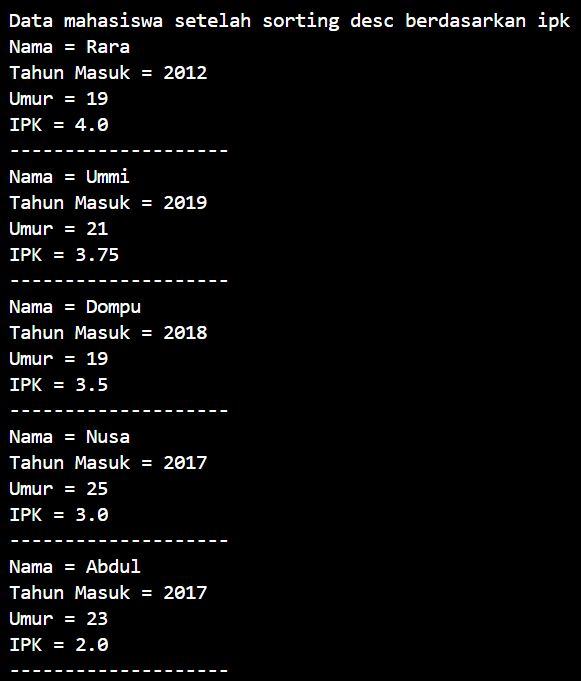 Data mahasiswa setelah sorting desc berdasarkan ipk
Nama = Rara
Tahun Masuk = 2012
Umur = 19
IPK = 4.0
--------------------
Nama = Ummi
Tahun Masuk = 2019
Umur = 21
IPK = 3.75
--------------------
Nama = Dompu
Tahun Masuk = 2018
Umur = 19
IPK = 3.5
--------------------
Nama = Nusa
Tahun Masuk = 2017
Umur = 25
IPK = 3.0
--------------------
Nama = Abdul
Tahun Masuk = 2017
Umur = 23
IPK = 2.0
--------------------